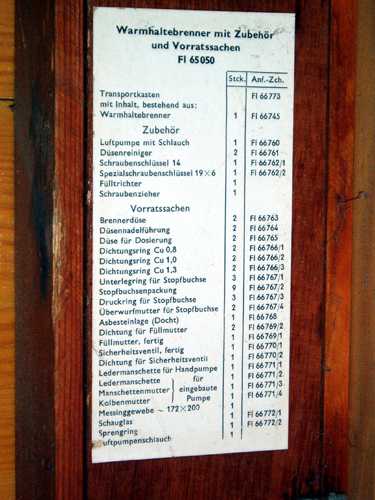 Warmhaltebrenner mit Zubehör
und Vorratssachen
Fl 65050
Stck. Anf.-Zch.
Transportkasten Fl 66773
mit Inhalt, bestehend aus:
Warmhaltebrenner 1 Fl 66745
Zubehör
Luftpumpe mit Schlauch 1 Fl 66760
Düsenreiniger 2 Fl 66761
Schraubenschlüssel 14 1 Fl 66762/1
Spezialschraubenschlüssel 19×6 1 Fl 66762/2
Fülltrichter 1
Schraubenzieher 1
Vorratssachen
Brennerdüse 2 Fl 66763
Düsennadelführung 2 Fl 66764
Düse für Dosierung 2 Fl 66765
Dichtungsring Cu 0,8 2 Fl 66766/1
Dichtungsring Cu 1,0 2 Fl 66766/2
Dichtungsring Cu 1,3 2 Fl 66766/3
Unterlegring für Stopfbuchse 3 Fl 66767/1
Stopfbuchsenpackung 9 Fl 66767/2
Druckring für Stopfbuchse 3 Fl 66767/3
Überwurfmutter für Stopfbuchse 2 Fl 66767/4
Asbesteinlage (Docht) 1 Fl 66768
Dichtung für Füllmutter 2 Fl 66769/2
Füllmutter, fertig 1 Fl 66769/1
Sicherheitsventil, fertig 1 Fl 66770/1
Dichtung für Sicherheitsventil 1 Fl 66770/2
Ledermanschette für Handpumpe 1 Fl 66771/1
Ledermanschette } für 1 Fl 66771/2
Manschettenmutter } eingebaute 1 Fl 66771/3
Kolbenmutter } Pumpe 1 Fl 66771/4
Messinggewebe ~ 172×200 1
Schauglas 1 Fl 66772/1
Sprengring 1 Fl 66772/2
Luftpumpenschlauch 1